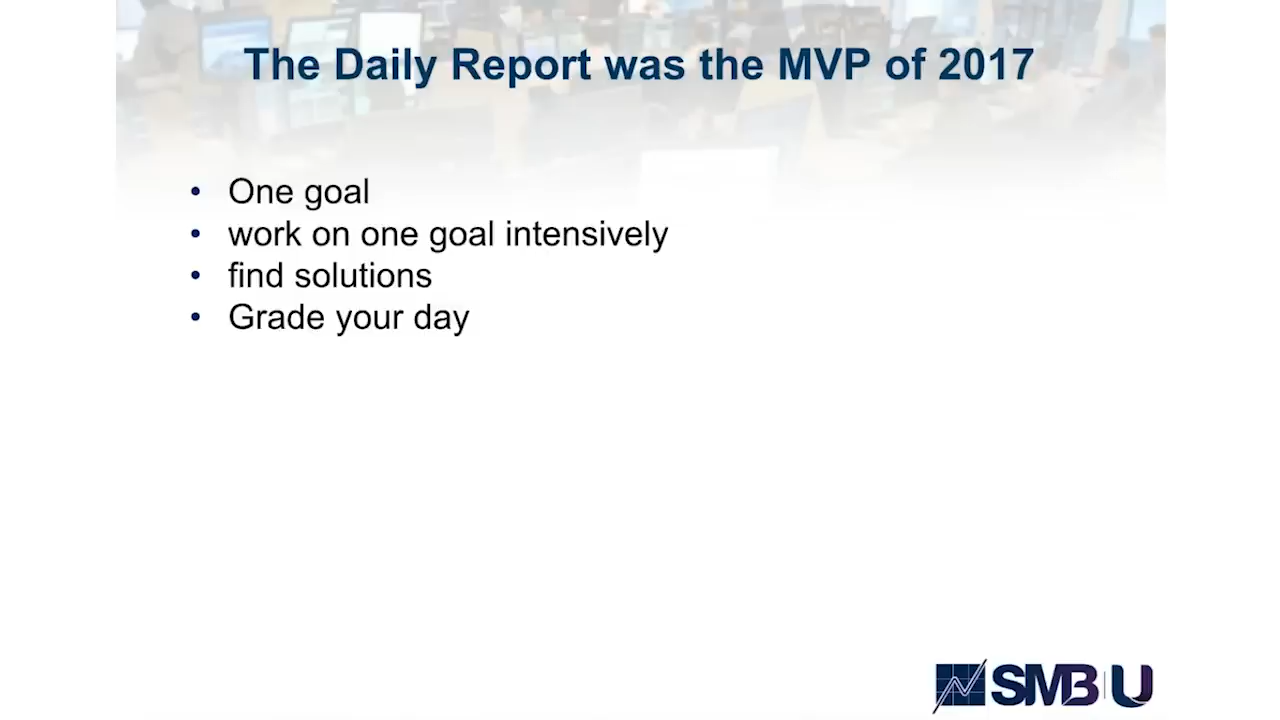 The Daily Report was the MVP of 2017
• One goal
• work on one goal intensively
• find solutions
• Grade your day
SMB U